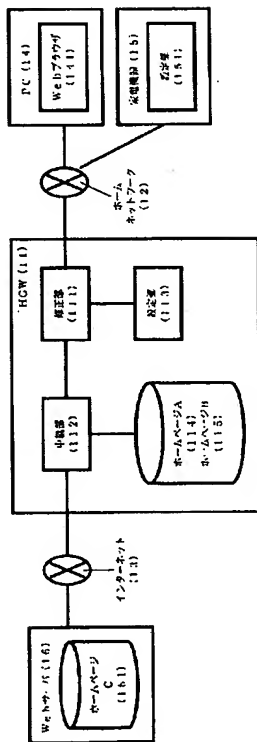 Webサーバ(16)
ホームページ
C
(161)
インターネット
(13)
HGW(11)
中継部
(112)
修正部
(111)
設定部
(113)
ホームページA
(114)
ホームページB
(115)
ホーム
ネットワーク
(12)
PC(14)
Webブラウザ
(141)
家電機器(15)
設定部
(151)